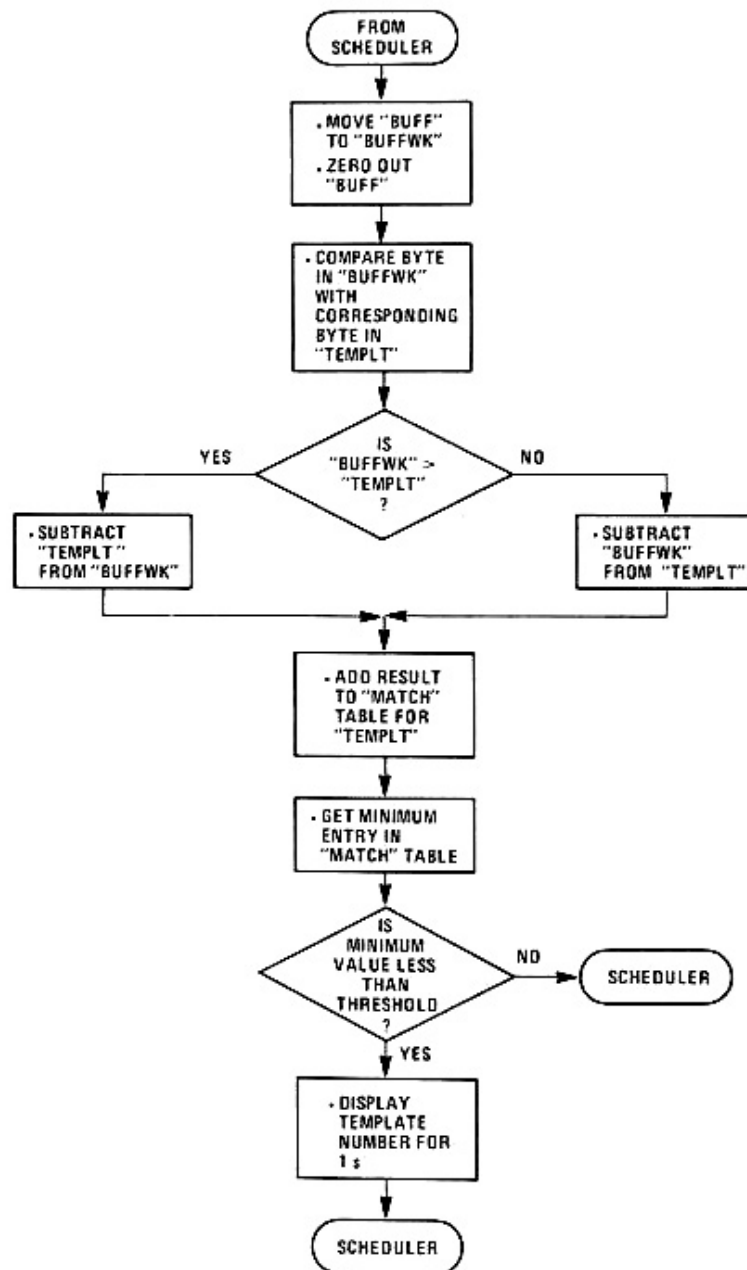 FROM
SCHEDULER
• MOVE "BUFF"
TO "BUFFWK"
• ZERO OUT
"BUFF"
• COMPARE BYTE
IN "BUFFWK"
WITH
CORRESPONDING
BYTE IN
"TEMPLT"
IS
"BUFFWK" >
"TEMPLT"
?
YES
NO
• SUBTRACT
"TEMPLT"
FROM "BUFFWK"
• SUBTRACT
"BUFFWK"
FROM "TEMPLT"
• ADD RESULT
TO "MATCH"
TABLE FOR
"TEMPLT"
• GET MINIMUM
ENTRY IN
"MATCH" TABLE
IS
MINIMUM
VALUE LESS
THAN
THRESHOLD
?
NO
SCHEDULER
YES
• DISPLAY
TEMPLATE
NUMBER FOR
1 s
SCHEDULER